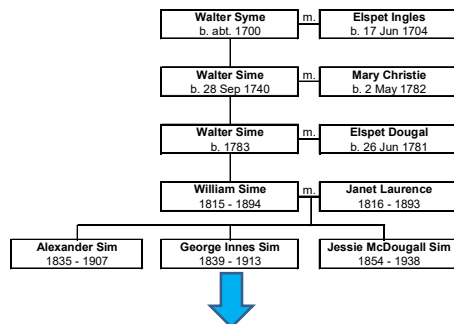 Walter Syme m. Elspet Ingles
b. abt. 1700 b. 17 Jun 1704
Walter Sime m. Mary Christie
b. 28 Sep 1740 b. 2 May 1782
Walter Sime m. Elspet Dougal
b. 1783 b. 26 Jun 1781
William Sime m. Janet Laurence
1815 - 1894 1816 - 1893
Alexander Sim George Innes Sim Jessie McDougall Sim
1835 - 1907 1839 - 1913 1854 - 1938